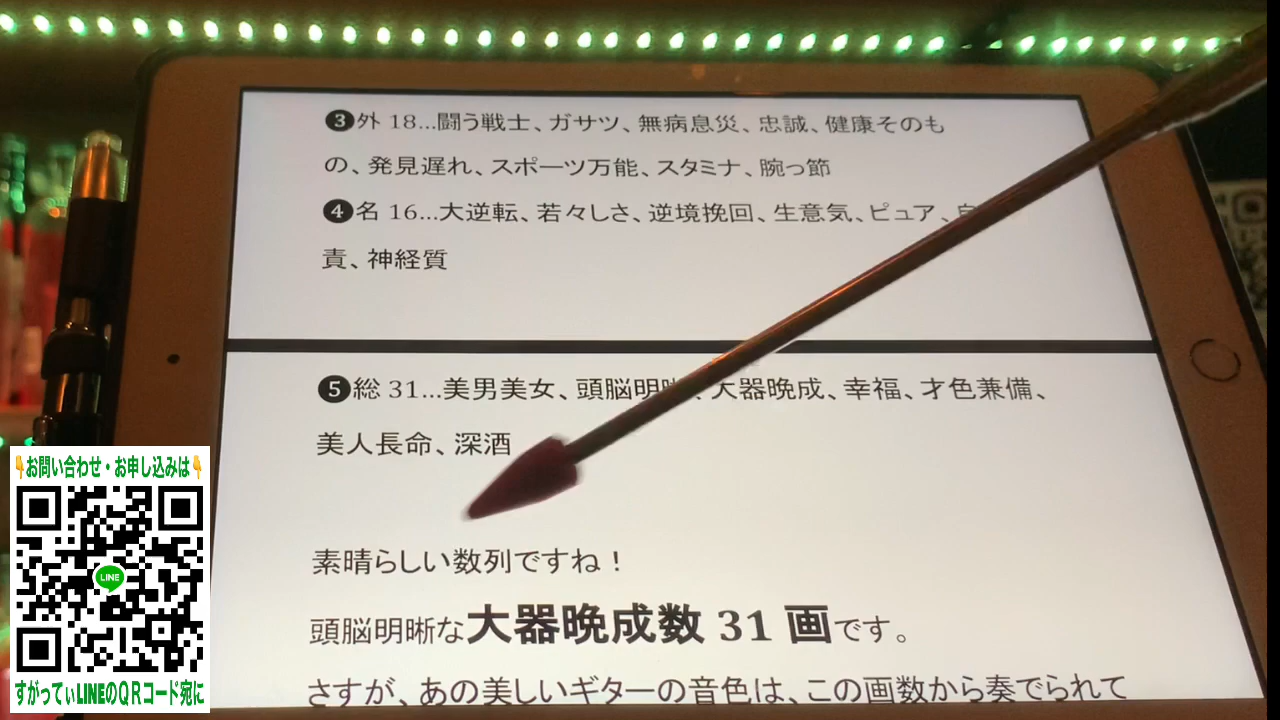 ❸外 18…闘う戦士、ガサツ、無病息災、忠誠、健康そのも
の、発見遅れ、スポーツ万能、スタミナ、腕っ節
❹名 16…大逆転、若々しさ、逆境挽回、生意気、ピュア、
責、神経質
❺総 31…美男美女、頭脳明晰、大器晩成、幸福、才色兼備、
美人長命、深酒
素晴らしい数列ですね！
頭脳明晰な大器晩成数 31 画です。
さすが、あの美しいギターの音色は、この画数から奏でられて
👇お問い合わせ・お申し込みは👇
LINE
すがってぃLINEのQRコード宛に